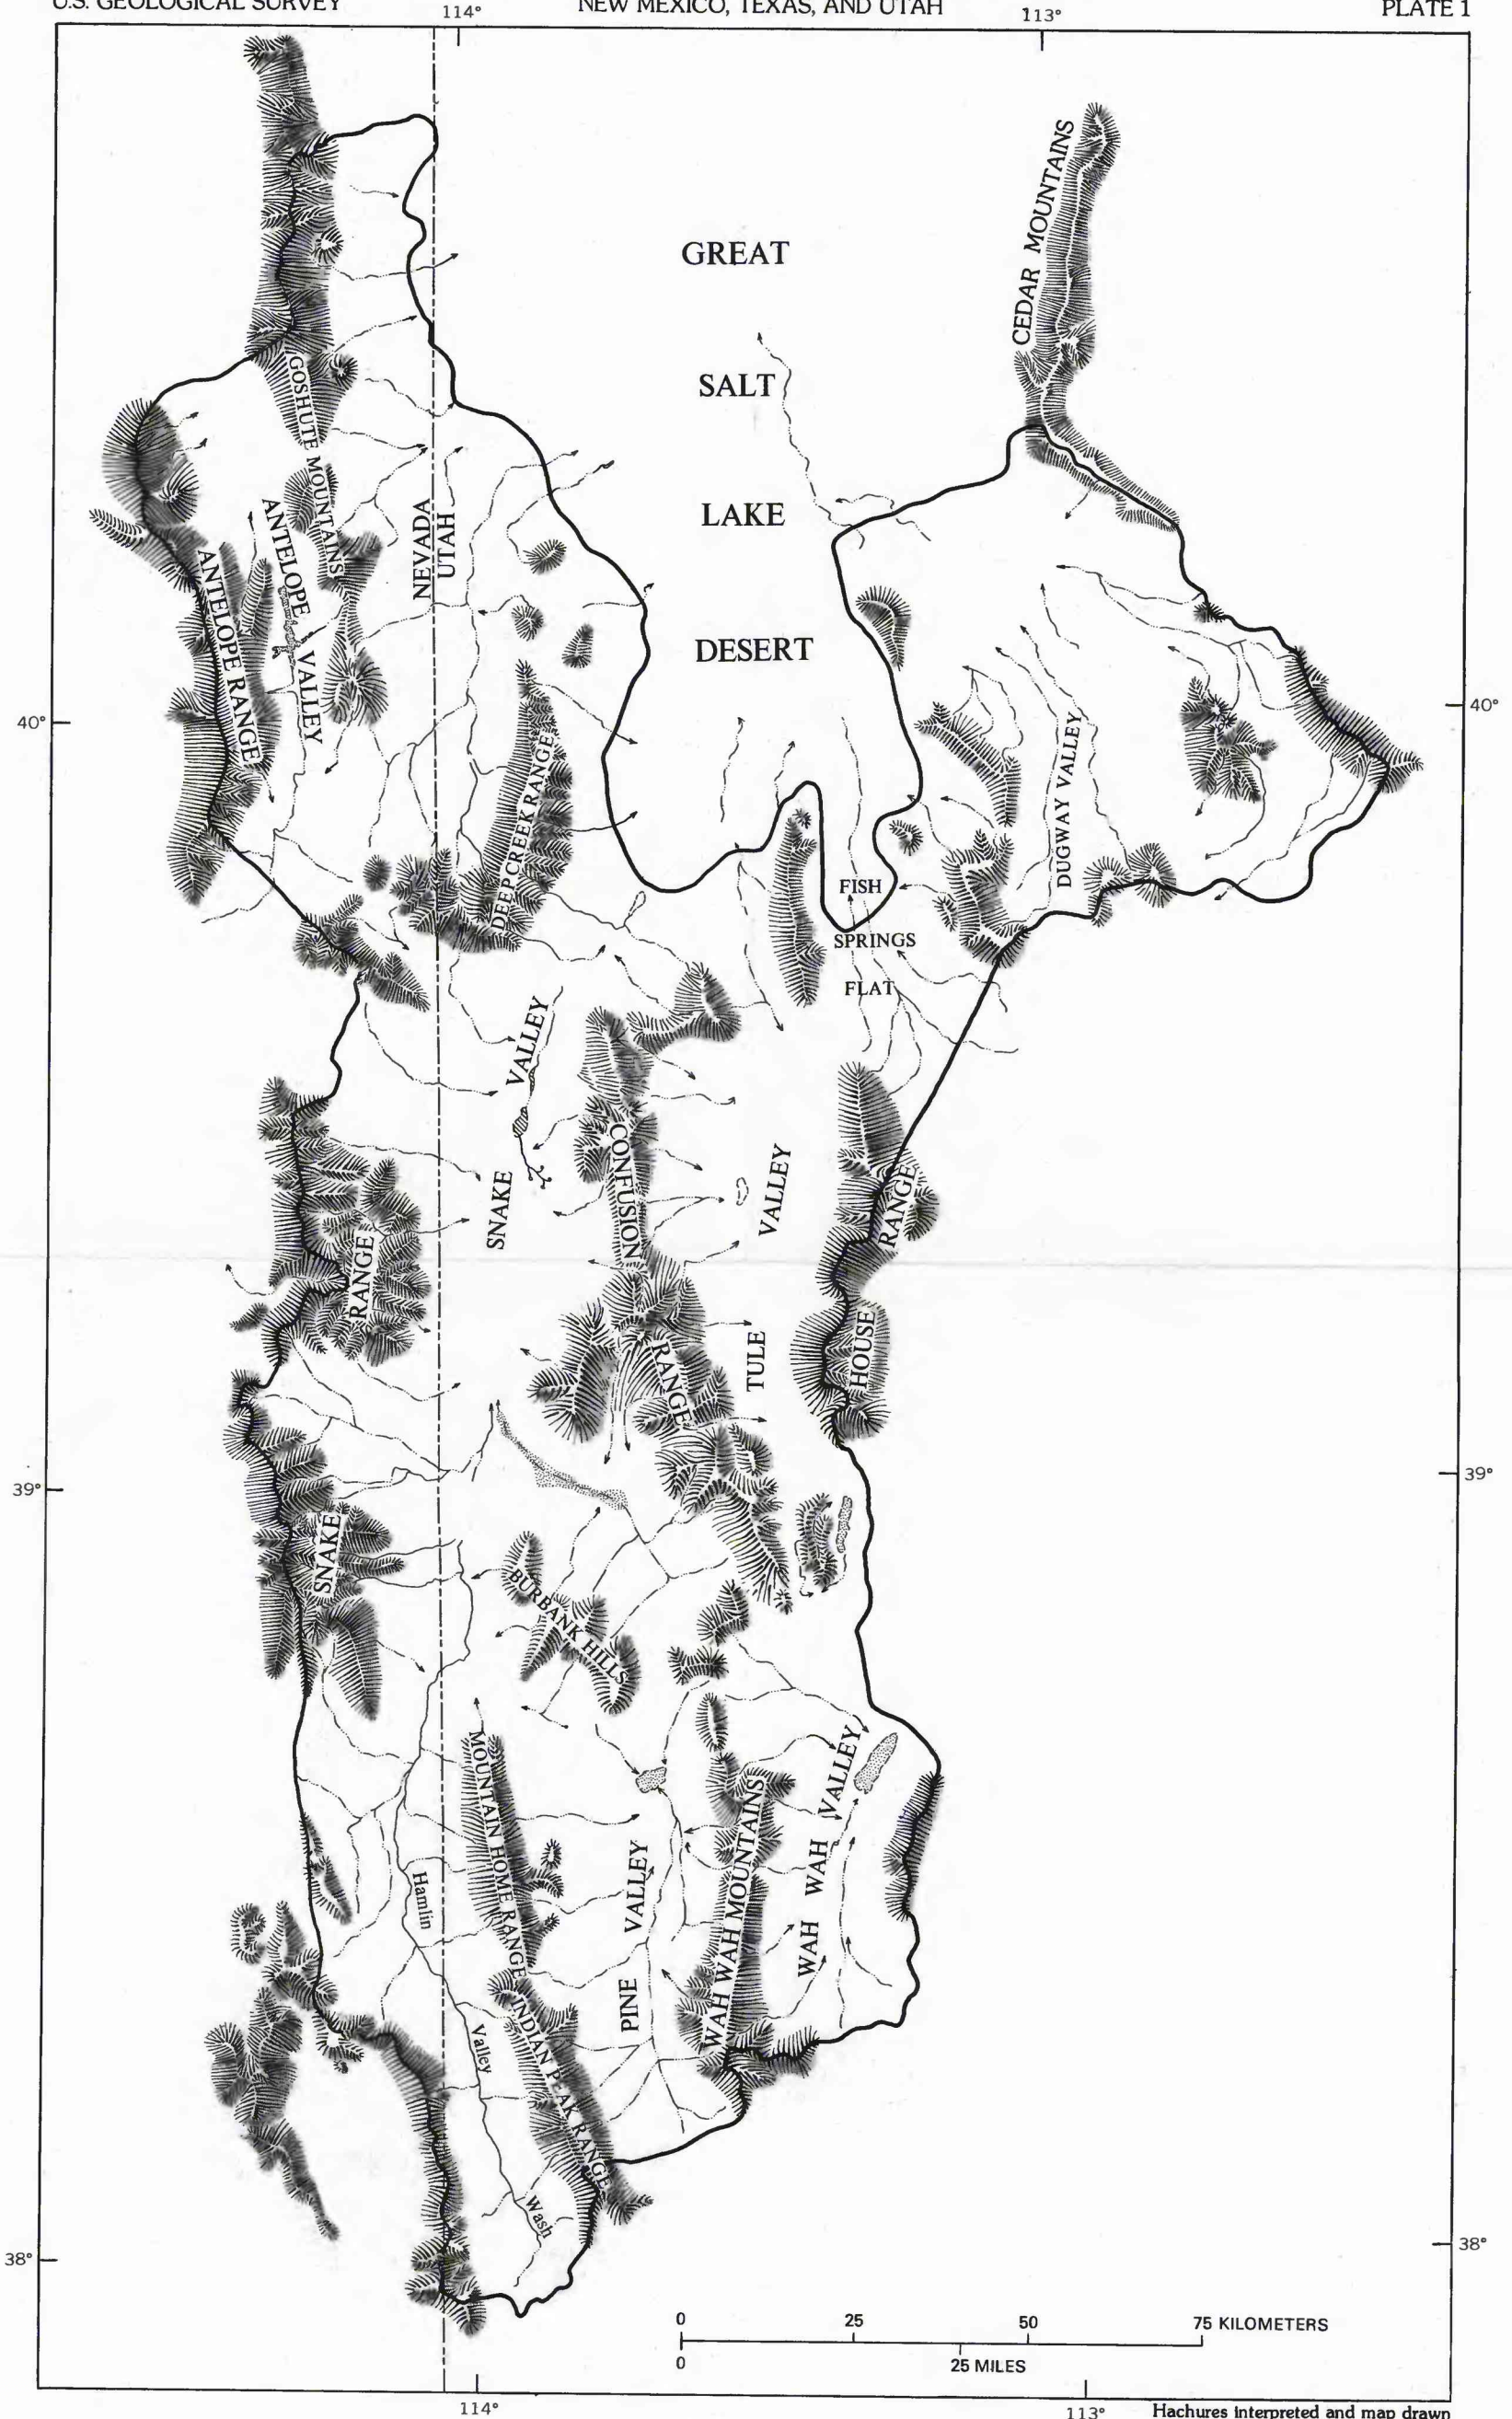 U.S. GEOLOGICAL SURVEY
NEW MEXICO, TEXAS, AND UTAH
PLATE 1
114°
113°
GREAT
SALT
LAKE
DESERT
CEDAR MOUNTAINS
GOSHUTE MOUNTAINS
ANTELOPE VALLEY
ANTELOPE RANGE
NEVADA
UTAH
40°
40°
DEEP CREEK RANGE
DUGWAY VALLEY
FISH
SPRINGS
FLAT
SNAKE VALLEY
CONFUSION RANGE
TULE VALLEY
HOUSE RANGE
SNAKE RANGE
39°
39°
BURBANK HILLS
MOUNTAIN HOME RANGE
PINE VALLEY
WAH WAH MOUNTAINS
WAH WAH VALLEY
Hamlin Valley Wash
INDIAN PEAK RANGE
38°
38°
0 25 50 75 KILOMETERS
0 25 MILES
114°
113°
Hachures interpreted and map drawn